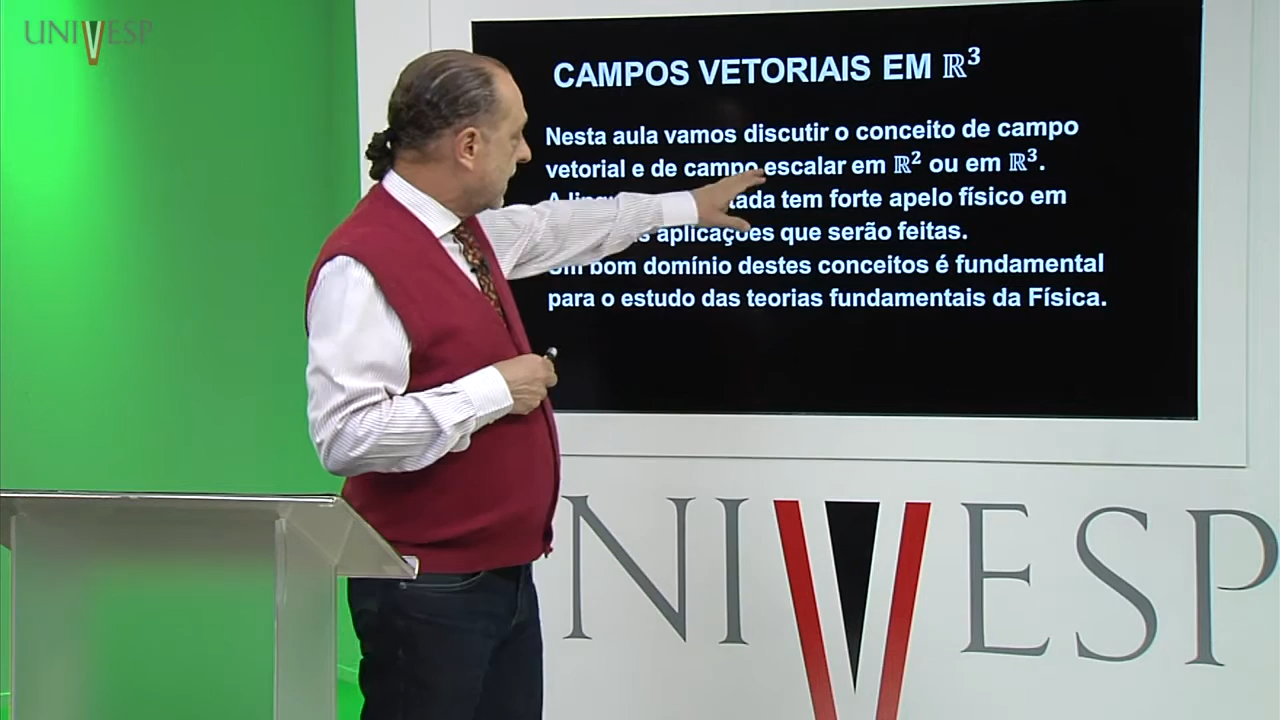 UNIVESP
CAMPOS VETORIAIS EM ℝ³
Nesta aula vamos discutir o conceito de campo
vetorial e de campo escalar em ℝ² ou em ℝ³.
A tem forte apelo físico em
aplicações que serão feitas.
Um bom domínio destes conceitos é fundamental
para o estudo das teorias fundamentais da Física.
UNIVESP